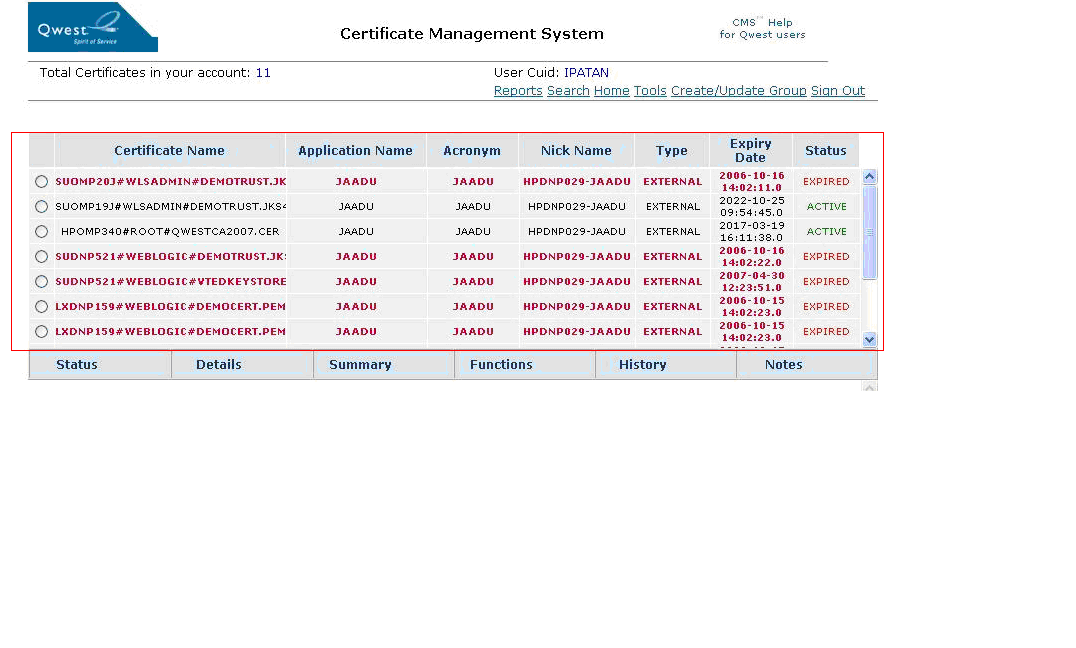 Qwest
Spirit of Service
Certificate Management System
CMS™ Help
for Qwest users
Total Certificates in your account: 11
User Cuid: IPATAN
Reports Search Home Tools Create/Update Group Sign Out
Certificate Name Application Name Acronym Nick Name Type Expiry Date Status
SUOMP20J#WLSADMIN#DEMOTRUST.JK JAADU JAADU HPDNP029-JAADU EXTERNAL 2006-10-16 14:02:11.0 EXPIRED
SUOMP19J#WLSADMIN#DEMOTRUST.JKS4 JAADU JAADU HPDNP029-JAADU EXTERNAL 2022-10-25 09:54:45.0 ACTIVE
HPOMP340#ROOT#QWESTCA2007.CER JAADU JAADU HPDNP029-JAADU EXTERNAL 2017-03-19 16:11:38.0 ACTIVE
SUDNP521#WEBLOGIC#DEMOTRUST.JKS JAADU JAADU HPDNP029-JAADU EXTERNAL 2006-10-16 14:02:22.0 EXPIRED
SUDNP521#WEBLOGIC#VTEDKEYSTORE JAADU JAADU HPDNP029-JAADU EXTERNAL 2007-04-30 12:23:51.0 EXPIRED
LXDNP159#WEBLOGIC#DEMOCERT.PEM JAADU JAADU HPDNP029-JAADU EXTERNAL 2006-10-15 14:02:23.0 EXPIRED
LXDNP159#WEBLOGIC#DEMOCERT.PEM JAADU JAADU HPDNP029-JAADU EXTERNAL 2006-10-15 14:02:23.0 EXPIRED
Status Details Summary Functions History Notes